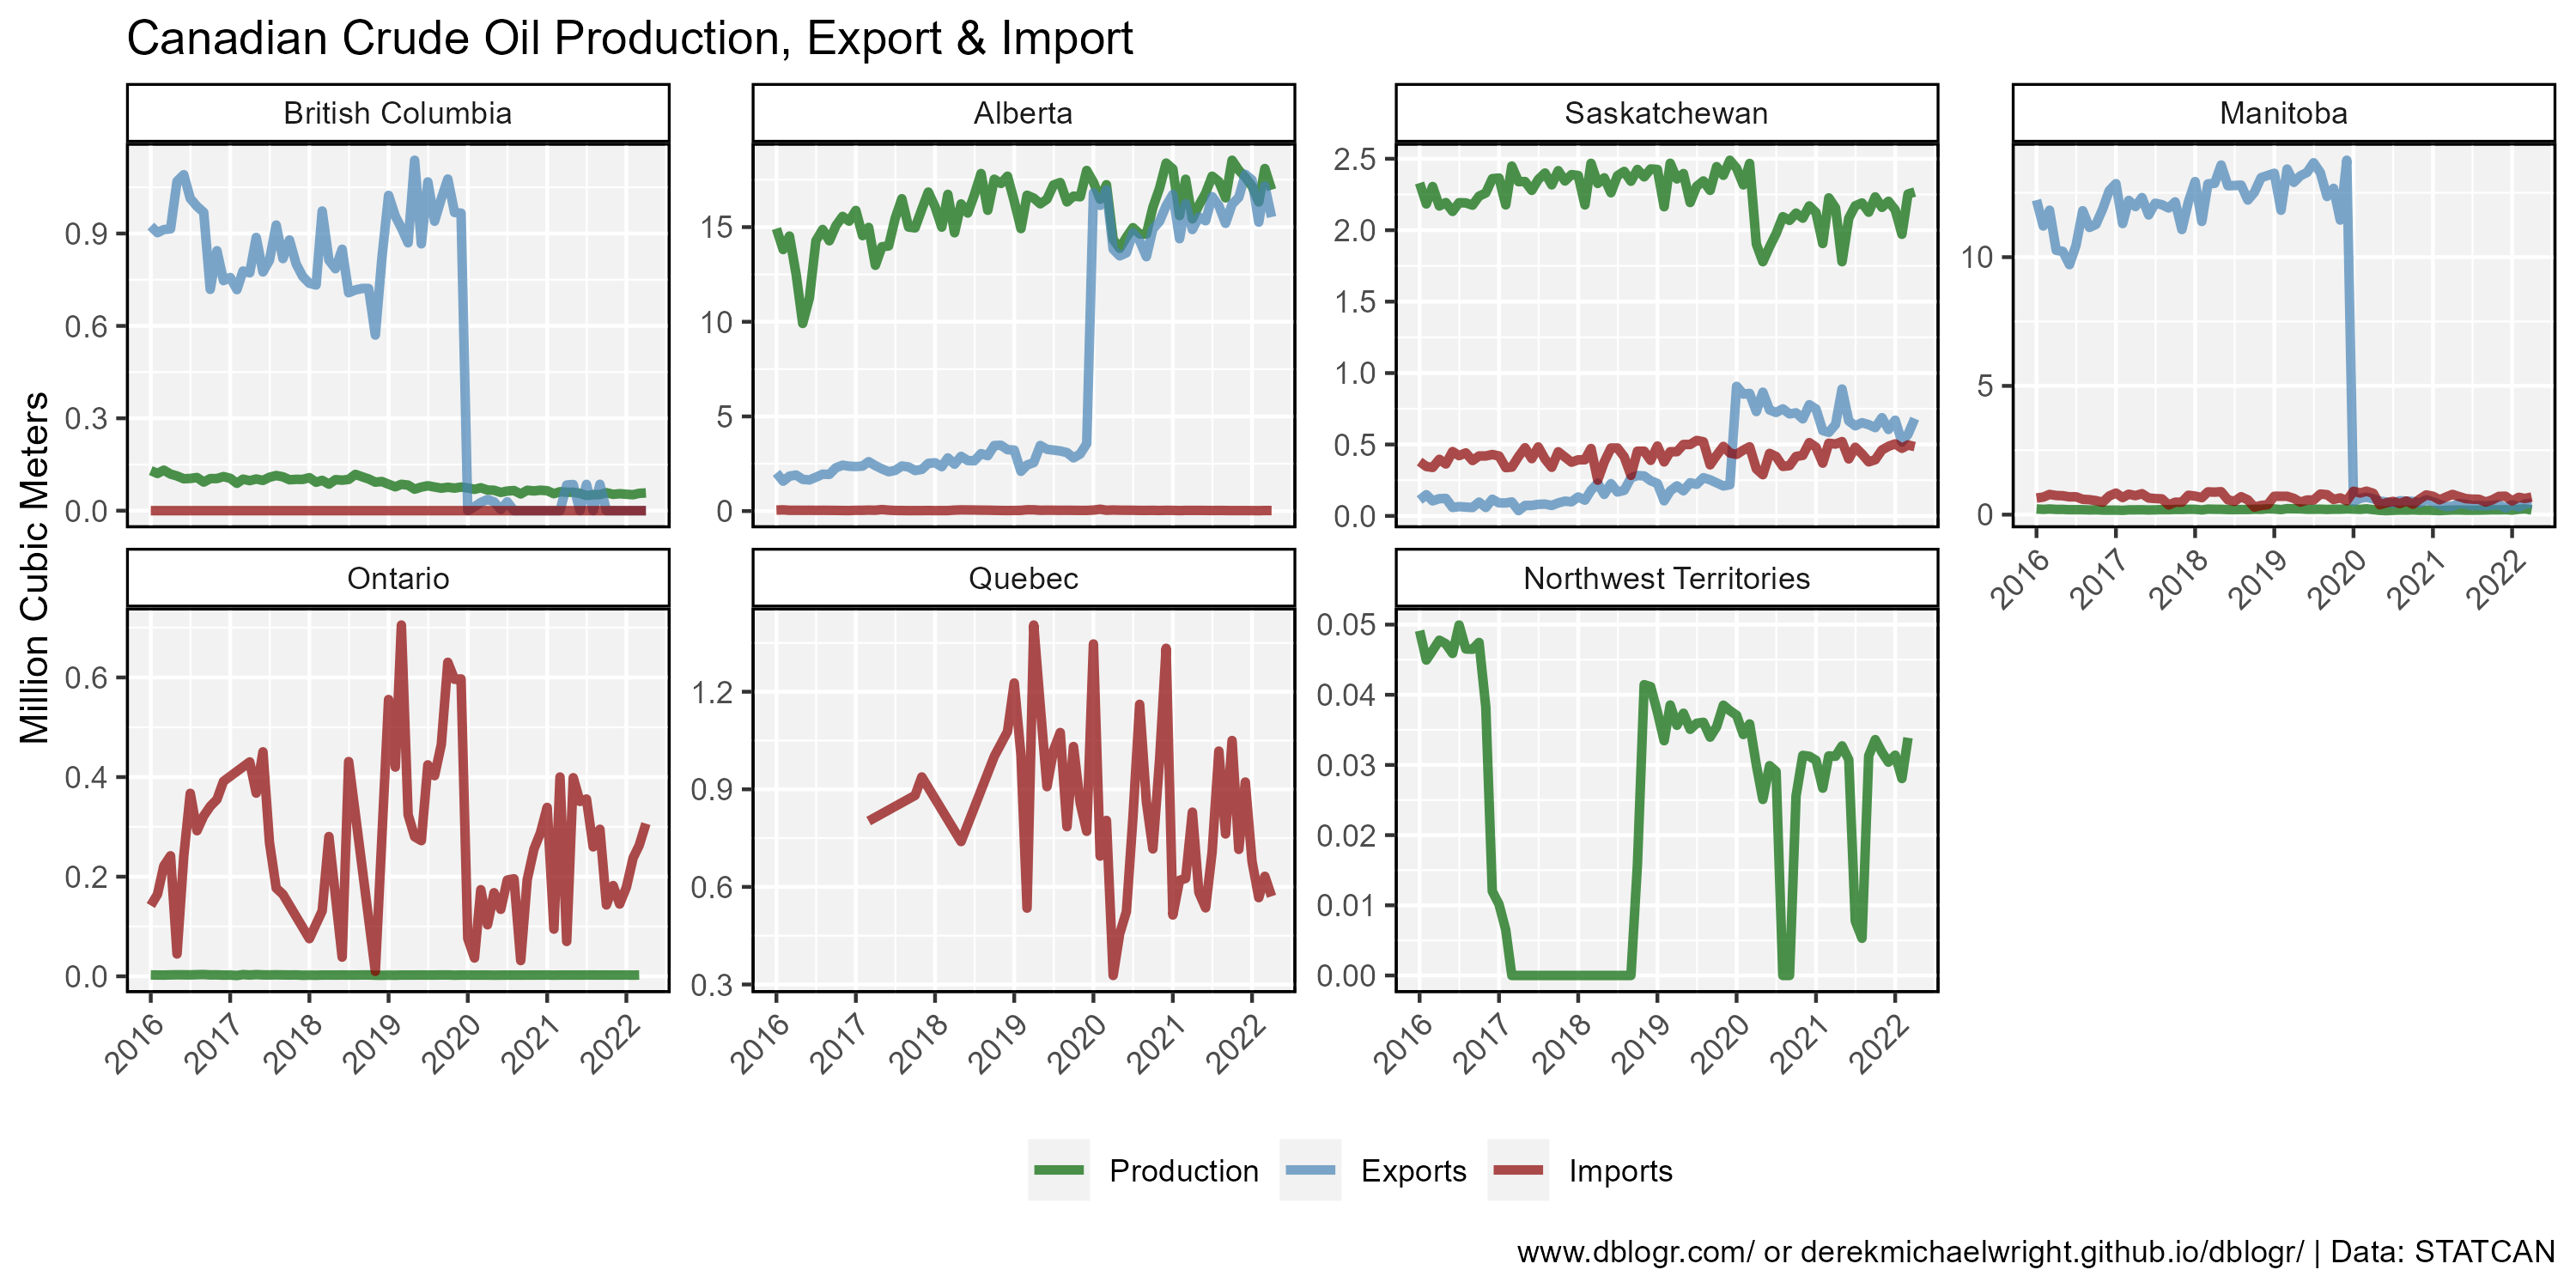 Canadian Crude Oil Production, Export & Import
British Columbia
Alberta
Saskatchewan
Manitoba
Million Cubic Meters
0.9
0.6
0.3
0.0
15
10
5
0
2.5
2.0
1.5
1.0
0.5
0.0
10
5
0
2016 2017 2018 2019 2020 2021 2022
Ontario
Quebec
Northwest Territories
0.6
0.4
0.2
0.0
1.2
0.9
0.6
0.3
0.05
0.04
0.03
0.02
0.01
0.00
2016 2017 2018 2019 2020 2021 2022
2016 2017 2018 2019 2020 2021 2022
2016 2017 2018 2019 2020 2021 2022
Production Exports Imports
www.dblogr.com/ or derekmichaelwright.github.io/dblogr/ | Data: STATCAN